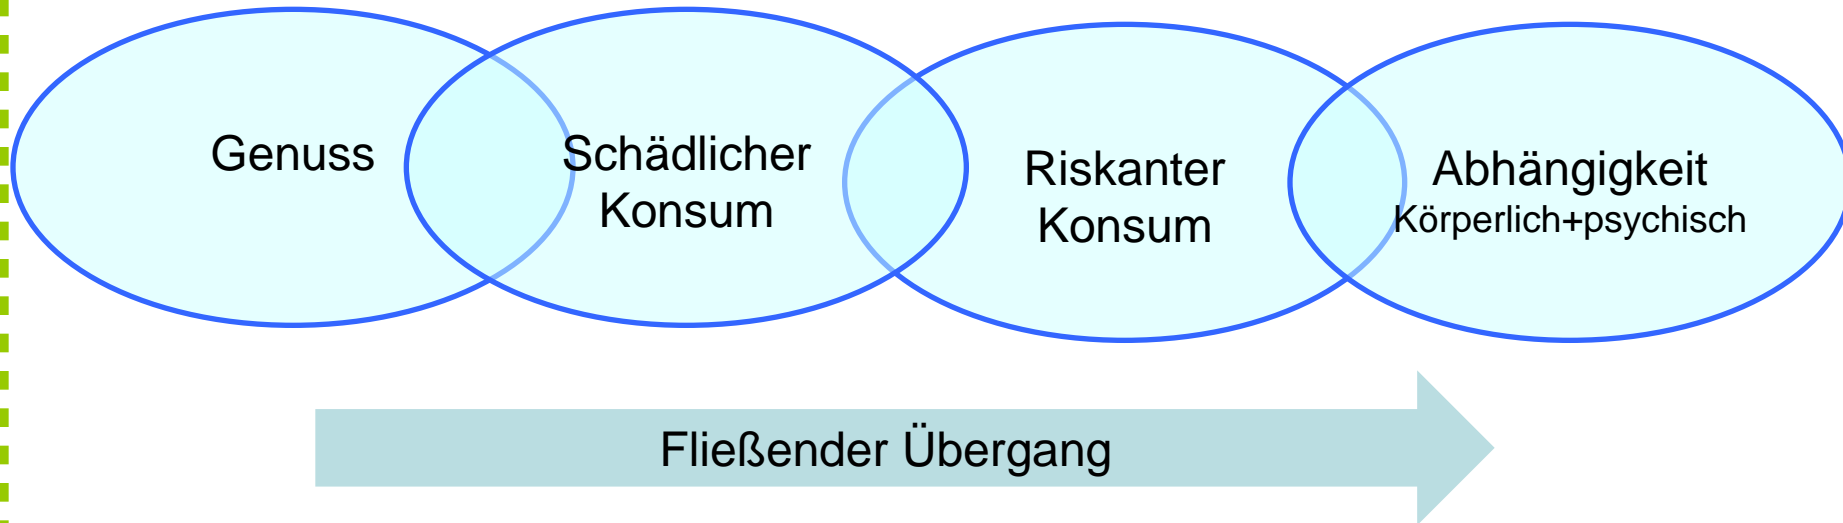 Genuss
Schädlicher
Konsum
Riskanter
Konsum
Abhängigkeit
Körperlich+psychisch
Fließender Übergang